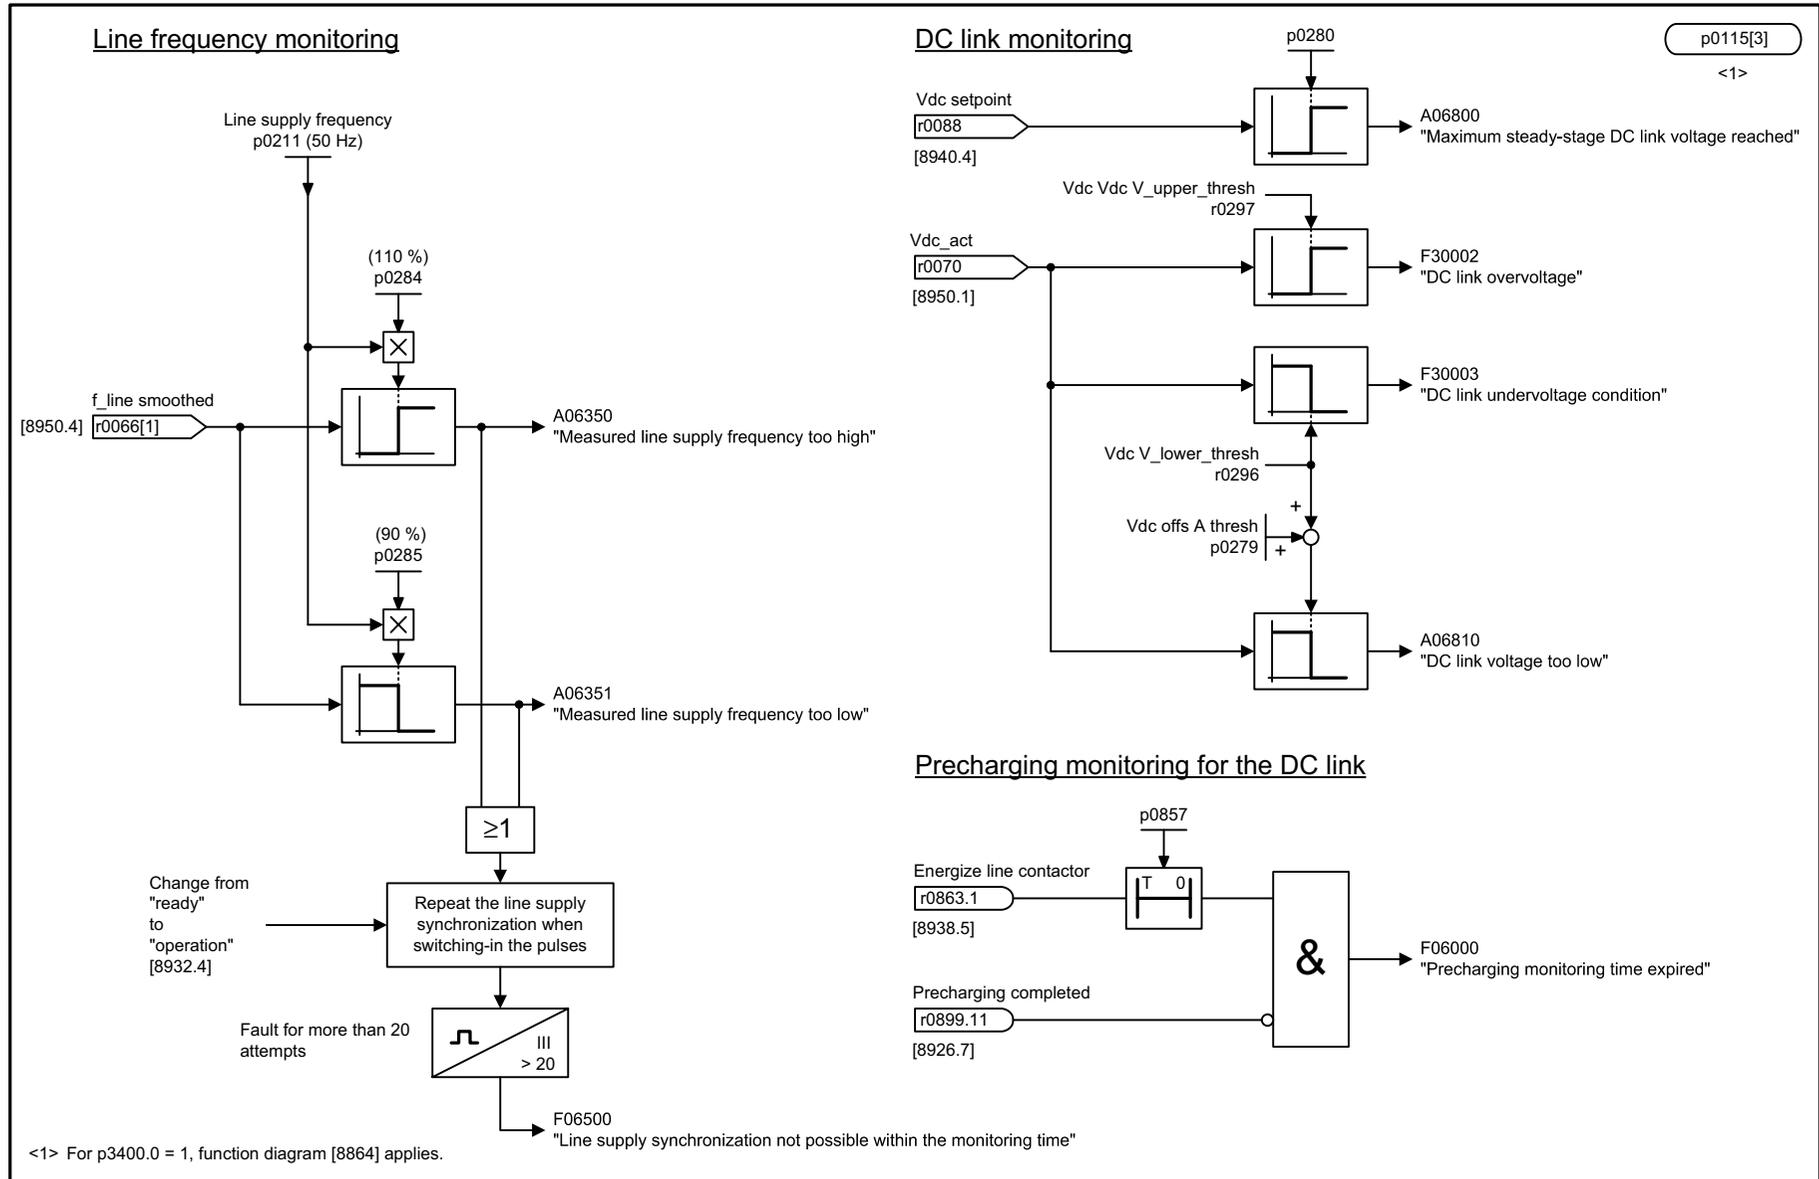 Line frequency monitoring
Line supply frequency
p0211 (50 Hz)
(110 %)
p0284
f_line smoothed
[8950.4]
r0066[1]
A06350
"Measured line supply frequency too high"
(90 %)
p0285
A06351
"Measured line supply frequency too low"
≥1
Change from
"ready"
to
"operation"
[8932.4]
Repeat the line supply
synchronization when
switching-in the pulses
Fault for more than 20
attempts
III
> 20
F06500
"Line supply synchronization not possible within the monitoring time"
<1> For p3400.0 = 1, function diagram [8864] applies.
DC link monitoring
p0280
p0115[3]
<1>
Vdc setpoint
r0088
[8940.4]
A06800
"Maximum steady-stage DC link voltage reached"
Vdc Vdc V_upper_thresh
r0297
Vdc_act
r0070
[8950.1]
F30002
"DC link overvoltage"
F30003
"DC link undervoltage condition"
Vdc V_lower_thresh
r0296
+
Vdc offs A thresh
p0279
+
A06810
"DC link voltage too low"
Precharging monitoring for the DC link
p0857
Energize line contactor
r0863.1
[8938.5]
T 0
&
F06000
"Precharging monitoring time expired"
Precharging completed
r0899.11
[8926.7]